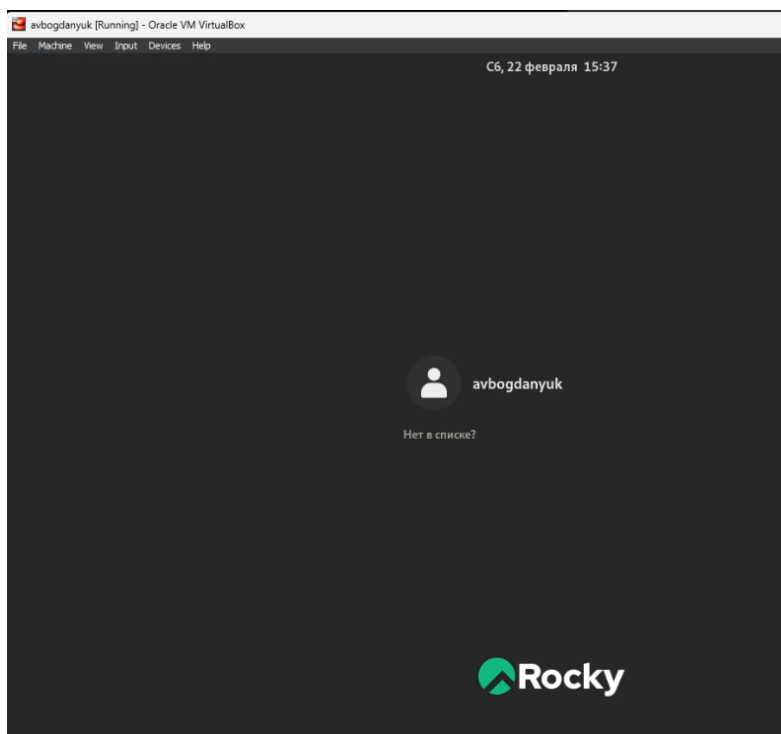 avbogdanyuk [Running] - Oracle VM VirtualBox
File Machine View Input Devices Help
Сб, 22 февраля 15:37
avbogdanyuk
Нет в списке?
Rocky